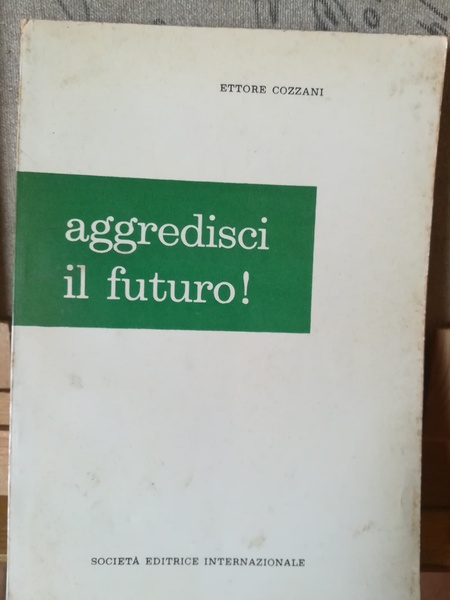 ETTORE COZZANI
aggredisci
il futuro!
SOCIETÀ EDITRICE INTERNAZIONALE